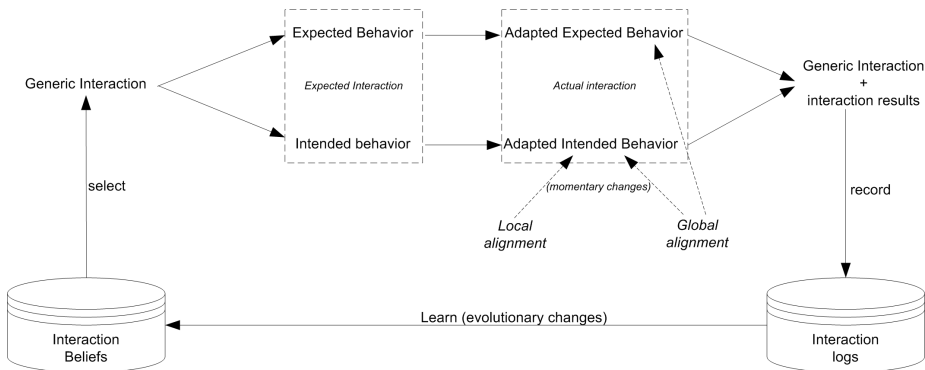 Expected Behavior
Adapted Expected Behavior
Generic Interaction
Expected Interaction
Actual interaction
Generic Interaction
+
interaction results
Intended behavior
Adapted Intended Behavior
select
(momentary changes)
record
Local
alignment
Global
alignment
Learn (evolutionary changes)
Interaction
Beliefs
Interaction
logs